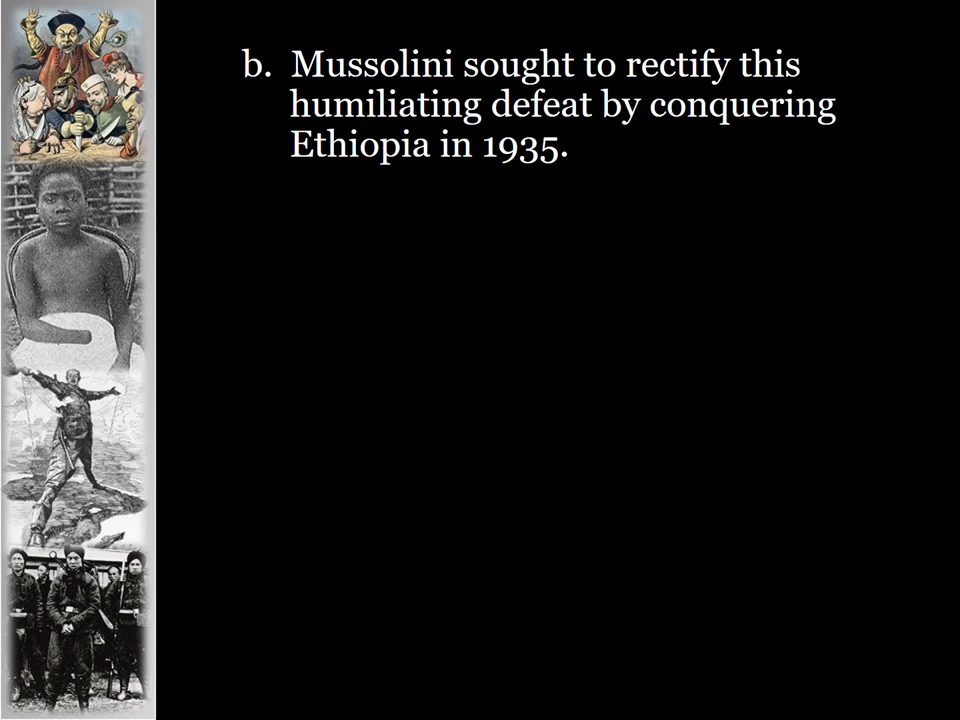 b. Mussolini sought to rectify this
humiliating defeat by conquering
Ethiopia in 1935.